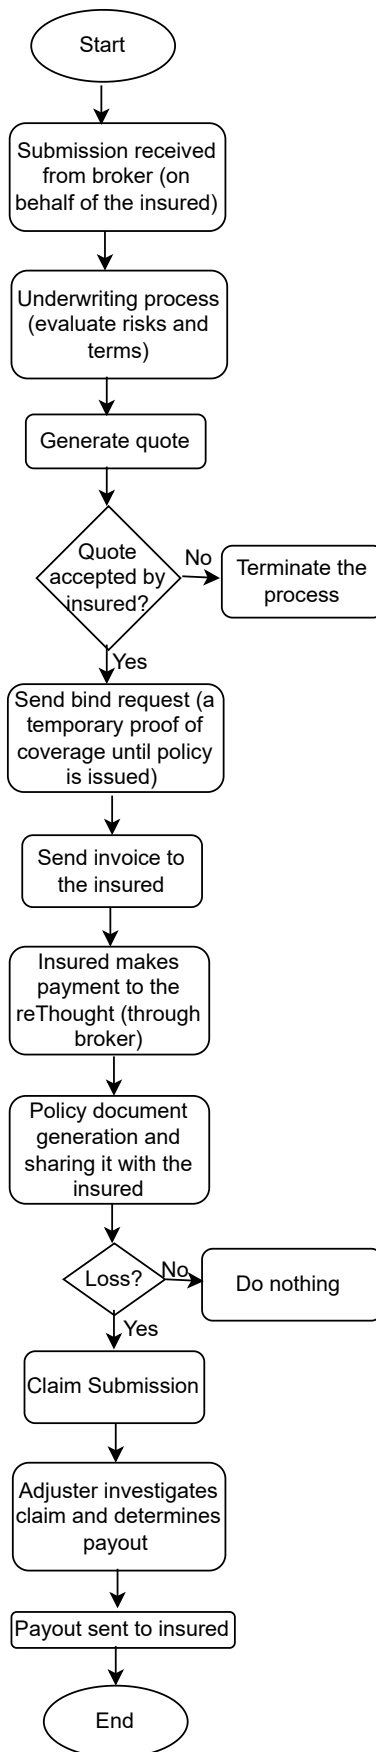 Start
Submission received
from broker (on
behalf of the insured)
Underwriting process
(evaluate risks and
terms)
Generate quote
Quote
accepted by
insured?
No
Terminate the
process
Yes
Send bind request (a
temporary proof of
coverage until policy
is issued)
Send invoice to
the insured
Insured makes
payment to the
reThought (through
broker)
Policy document
generation and
sharing it with the
insured
Loss?
No
Do nothing
Yes
Claim Submission
Adjuster investigates
claim and determines
payout
Payout sent to insured
End